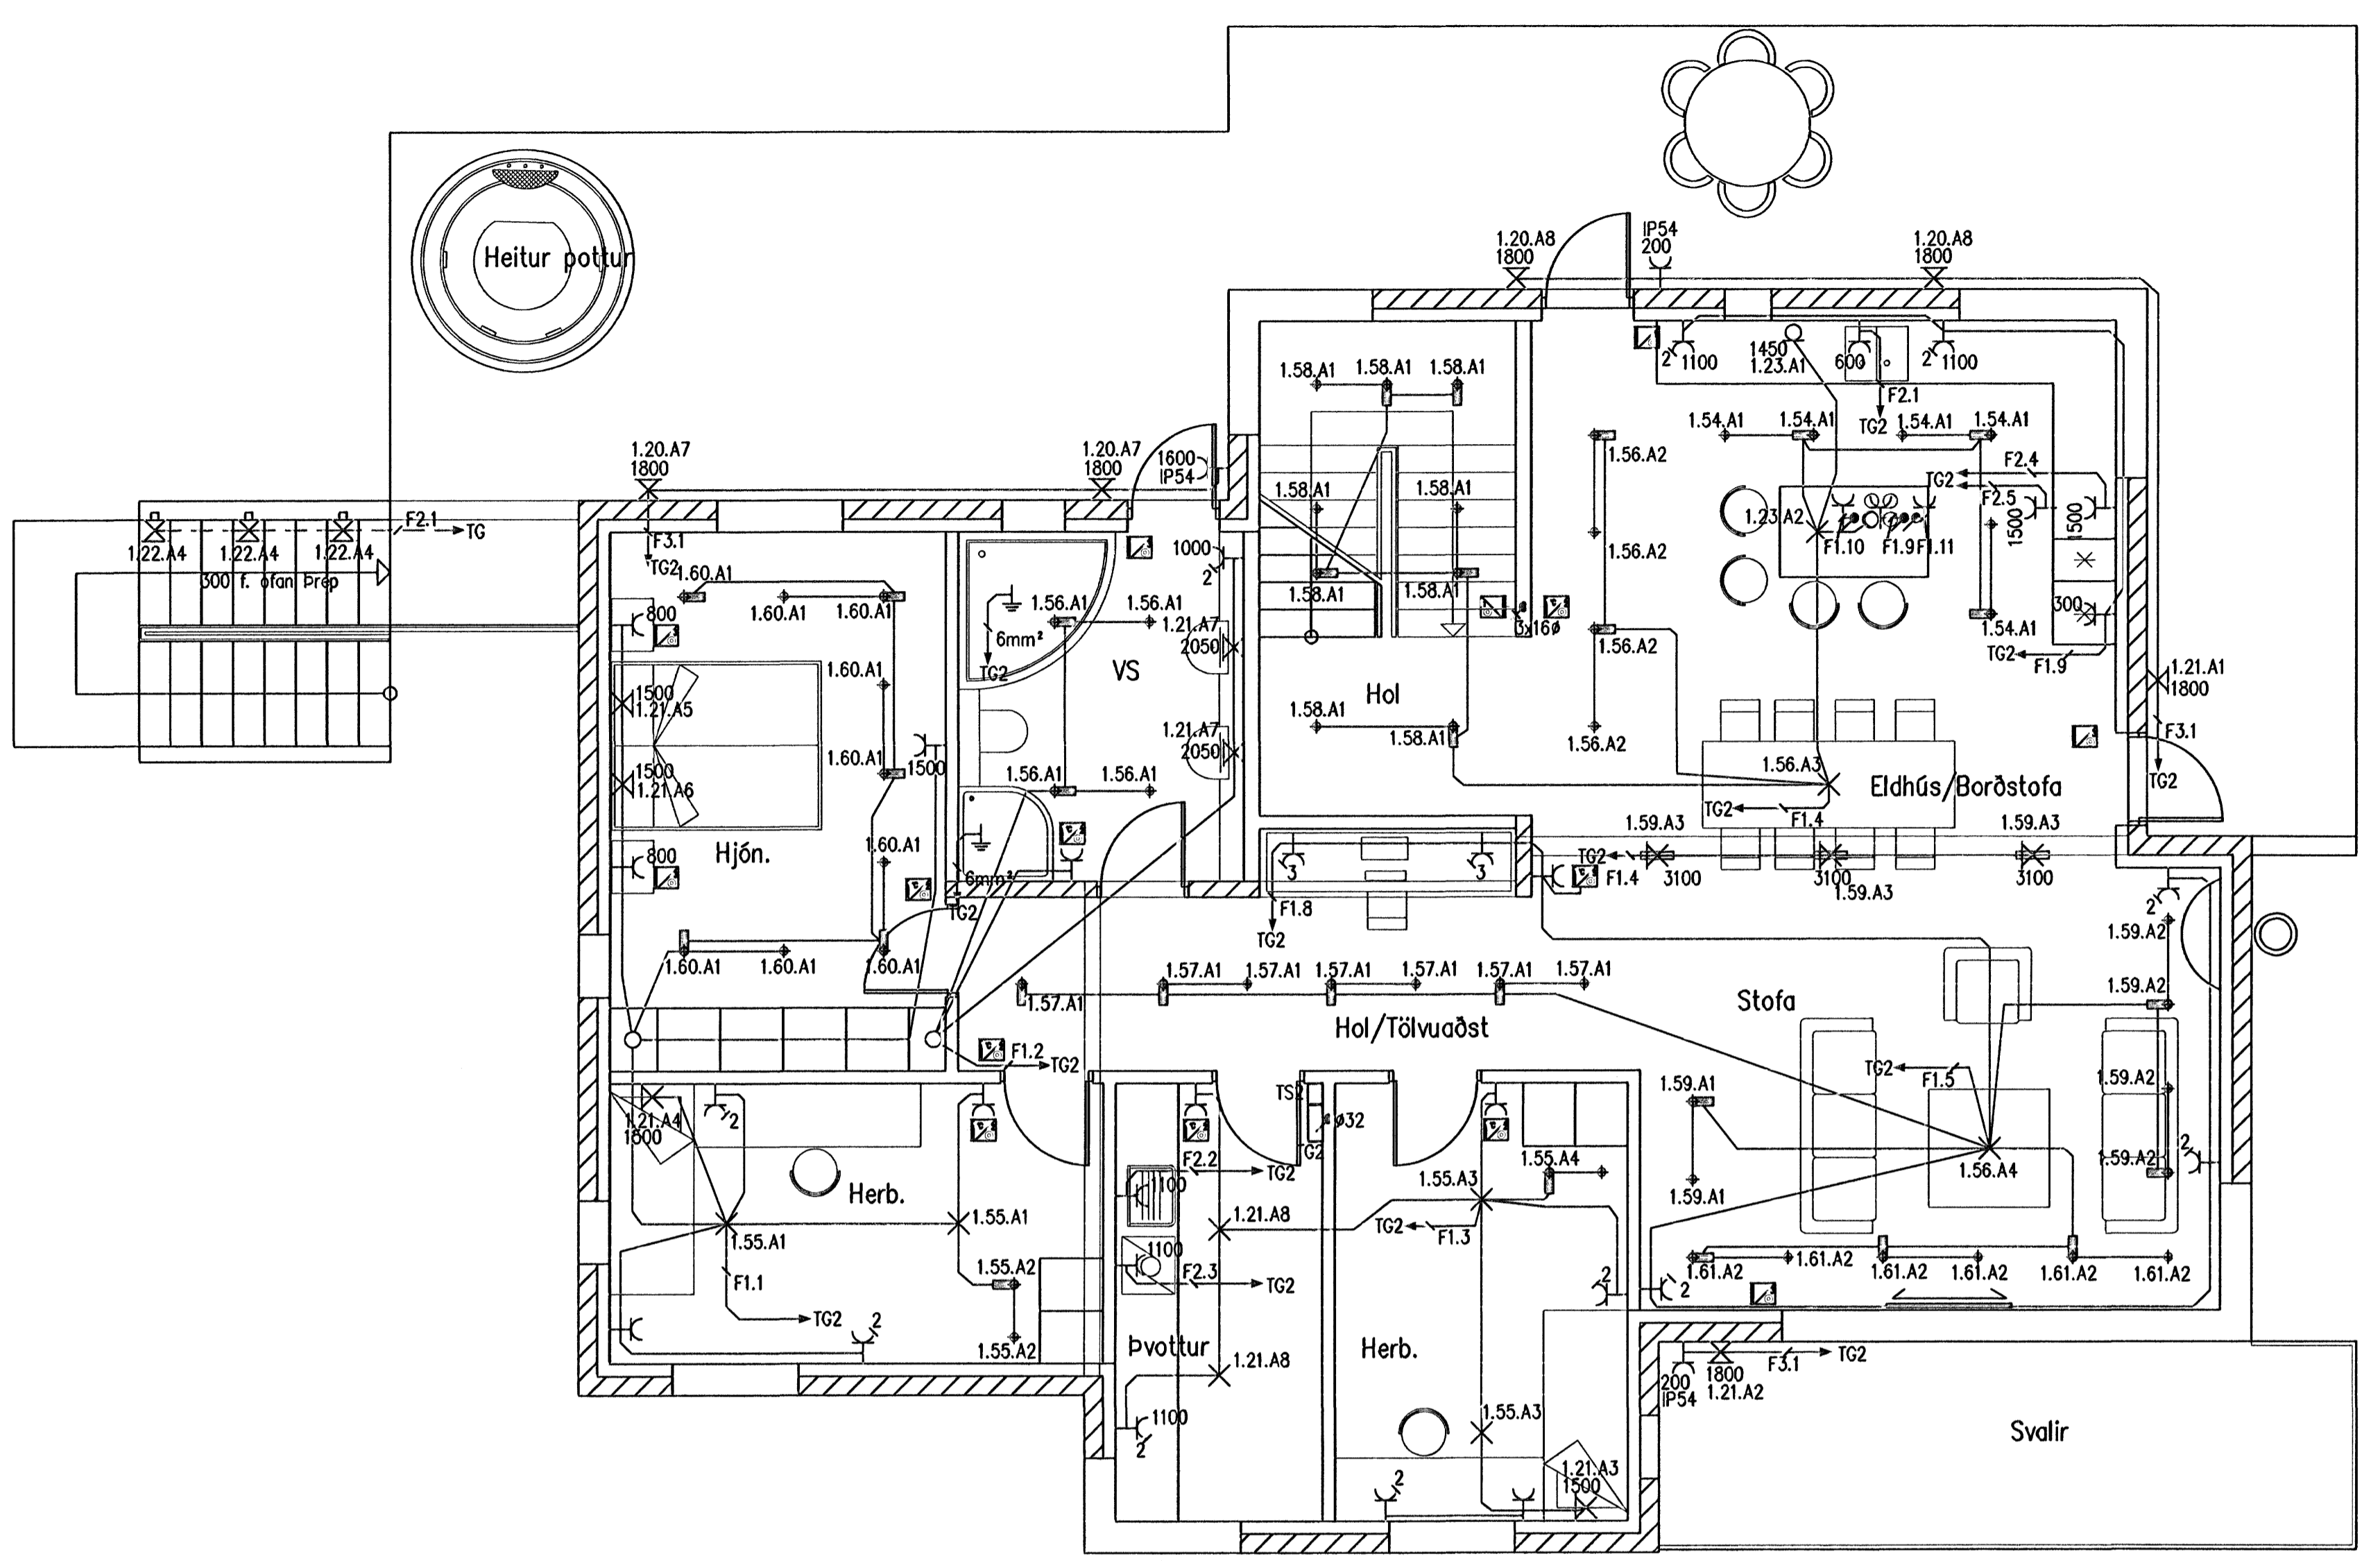 Heitur pottur
IP54
200
1.20.A8
1800
1.20.A8
1800
2
1100
1450
1.23.A1
600
2
1100
F2.1
TG2
1.58.A1
1.58.A1
1.58.A1
1.54.A1
1.54.A1
1.54.A1
1.54.A1
1.20.A7
1800
1.20.A7
1800
1600
IP54
1.56.A2
F2.4
TG2
F2.5
1500
1500
1.58.A1
1.58.A1
F2.1
TG
1.22.A4
1.22.A4
1.22.A4
300 f. ofan Þrep
F3.1
TG2
1.60.A1
1.60.A1
1.60.A1
1000
2
1.23.A2
F1.10
F1.9
F1.11
1.56.A2
1.58.A1
1.58.A1
3x16ø
1.56.A2
300
1.54.A1
TG2
F1.9
800
6mm²
TG2
1.56.A1
1.56.A1
1.21.A7
2050
VS
Hol
1.60.A1
1500
1.21.A5
1.21.A1
1800
F3.1
TG2
1.58.A1
1.58.A1
1.56.A2
1.21.A7
2050
1.60.A1
1500
1500
1.21.A6
1.56.A1
1.56.A1
1.56.A3
Eldhús/Borðstofa
TG2
F1.4
Hjón.
800
1.60.A1
6mm²
TG2
3
3
1.59.A3
1.59.A3
TG2
F1.4
3100
3100
1.59.A3
3100
F1.8
TG2
2
1.59.A2
1.60.A1
1.60.A1
1.60.A1
1.57.A1
1.57.A1
1.57.A1
1.57.A1
1.57.A1
1.57.A1
1.57.A1
Stofa
1.59.A2
Hol/Tölvuaðst
F1.2
TG2
TG2
F1.5
1.59.A1
1.59.A2
1.21.A4
1800
2
TS2
ø32
TG2
2
1.59.A2
1.56.A4
1.59.A1
Herb.
F2.2
TG2
1100
1.55.A3
1.55.A4
1.55.A1
1.55.A1
1.21.A8
TG2
F1.3
1100
F2.3
TG2
F1.1
1.55.A2
TG2
2
1.55.A2
2
2
1.61.A2
1.61.A2
1.61.A2
1.61.A2
1.61.A2
1.61.A2
Þvottur
Herb.
1.21.A8
1100
2
F3.1
TG2
200
IP54
1800
1.21.A2
1.55.A3
Svalir
2
1.21.A3
1500